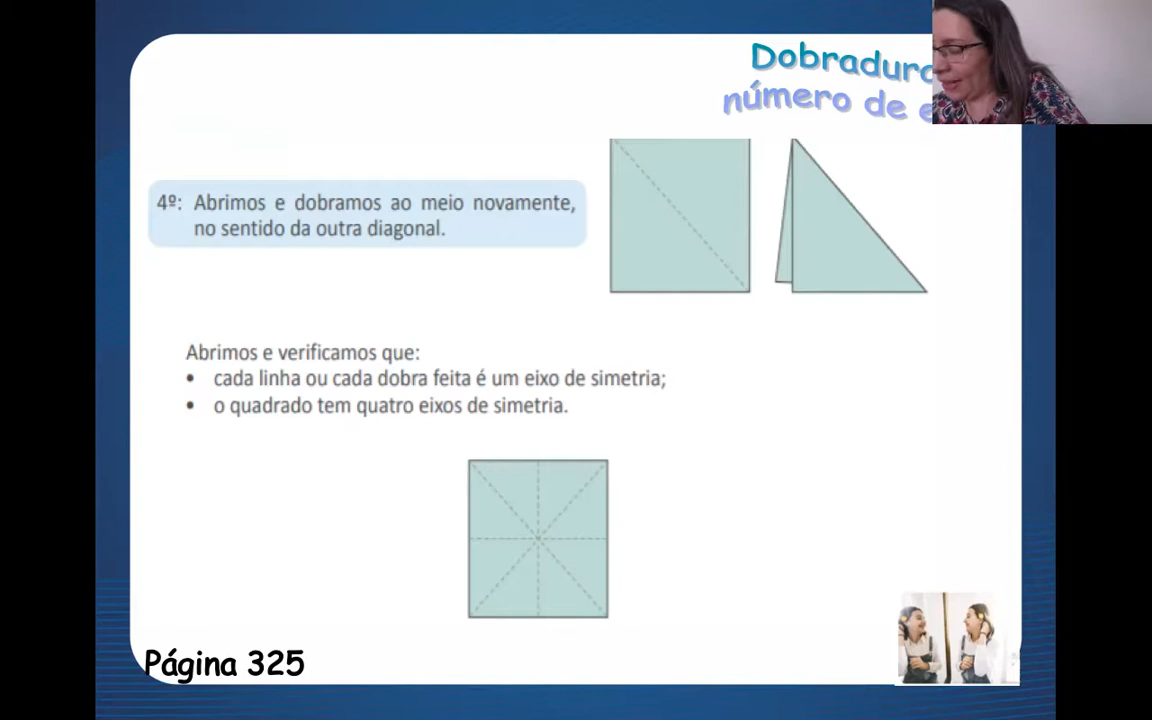 Dobradura
número de e
4º: Abrimos e dobramos ao meio novamente,
no sentido da outra diagonal.
Abrimos e verificamos que:
• cada linha ou cada dobra feita é um eixo de simetria;
• o quadrado tem quatro eixos de simetria.
Página 325